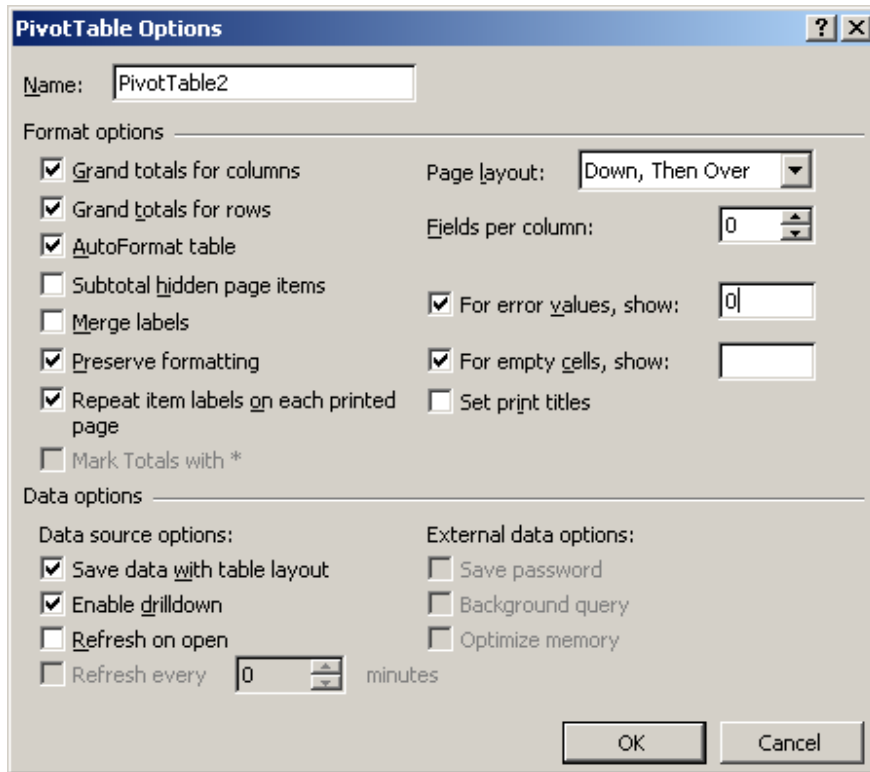 PivotTable Options
Name: PivotTable2
Format options
Grand totals for columns
Page layout: Down, Then Over
Grand totals for rows
Fields per column: 0
AutoFormat table
Subtotal hidden page items
For error values, show: 0
Merge labels
Preserve formatting
For empty cells, show:
Repeat item labels on each printed
page
Set print titles
Mark Totals with *
Data options
Data source options:
External data options:
Save data with table layout
Save password
Enable drilldown
Background query
Refresh on open
Optimize memory
Refresh every 0 minutes
OK
Cancel